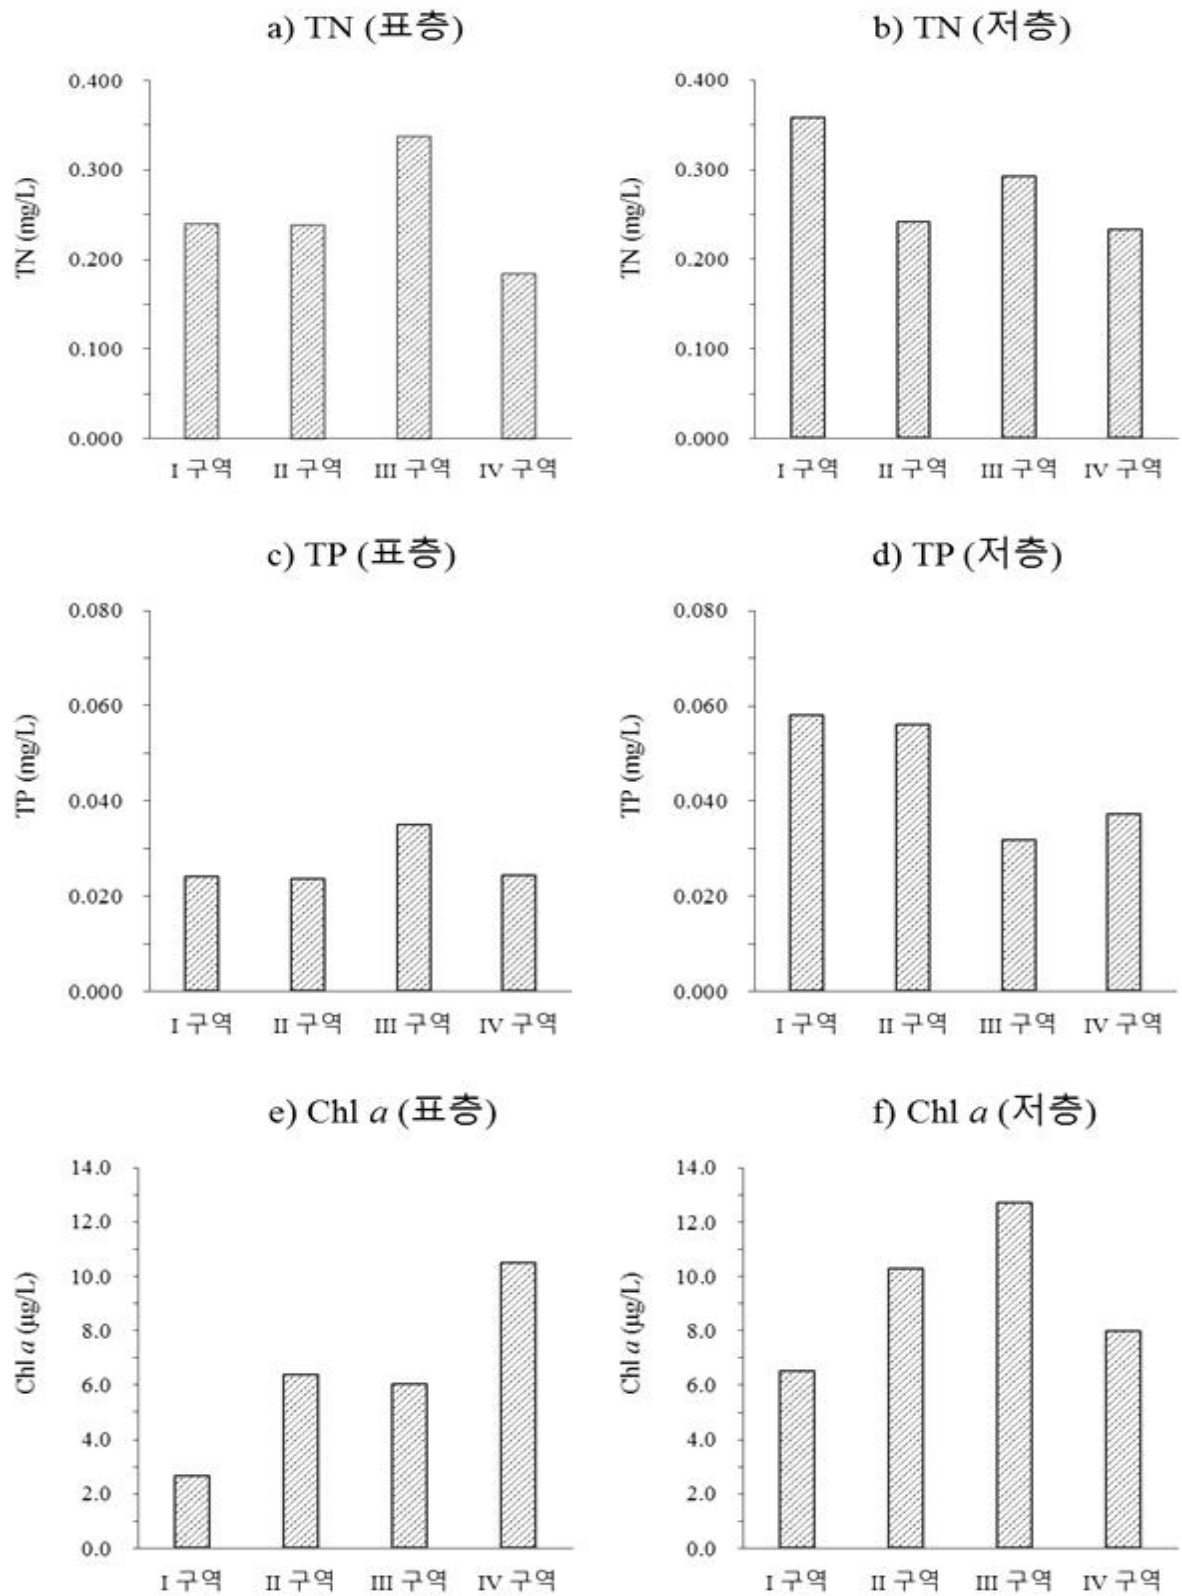 a) TN (표층)
TN (mg/L)
0.400
0.300
0.200
0.100
0.000
I 구역 II 구역 III 구역 IV 구역
b) TN (저층)
TN (mg/L)
0.400
0.300
0.200
0.100
0.000
I 구역 II 구역 III 구역 IV 구역
c) TP (표층)
TP (mg/L)
0.080
0.060
0.040
0.020
0.000
I 구역 II 구역 III 구역 IV 구역
d) TP (저층)
TP (mg/L)
0.080
0.060
0.040
0.020
0.000
I 구역 II 구역 III 구역 IV 구역
e) Chl a (표층)
Chl a (μg/L)
14.0
12.0
10.0
8.0
6.0
4.0
2.0
0.0
I 구역 II 구역 III 구역 IV 구역
f) Chl a (저층)
Chl a (μg/L)
14.0
12.0
10.0
8.0
6.0
4.0
2.0
0.0
I 구역 II 구역 III 구역 IV 구역